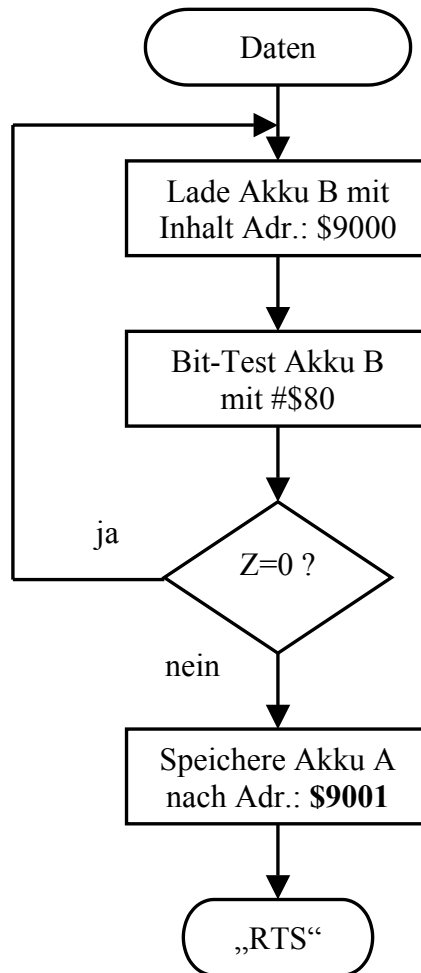 Daten
Lade Akku B mit
Inhalt Adr.: $9000
Bit-Test Akku B
mit #$80
ja
Z=0 ?
nein
Speichere Akku A
nach Adr.: $9001
„RTS“